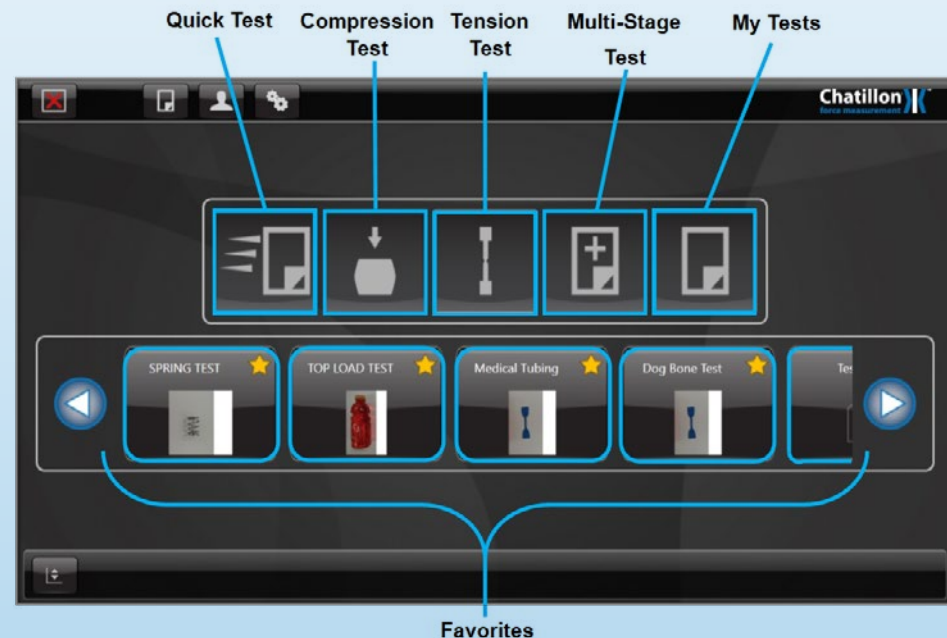 Quick Test
Compression
Test
Tension
Test
Multi-Stage
Test
My Tests
Chatillon
force measurement
SPRING TEST
TOP LOAD TEST
Medical Tubing
Dog Bone Test
Favorites